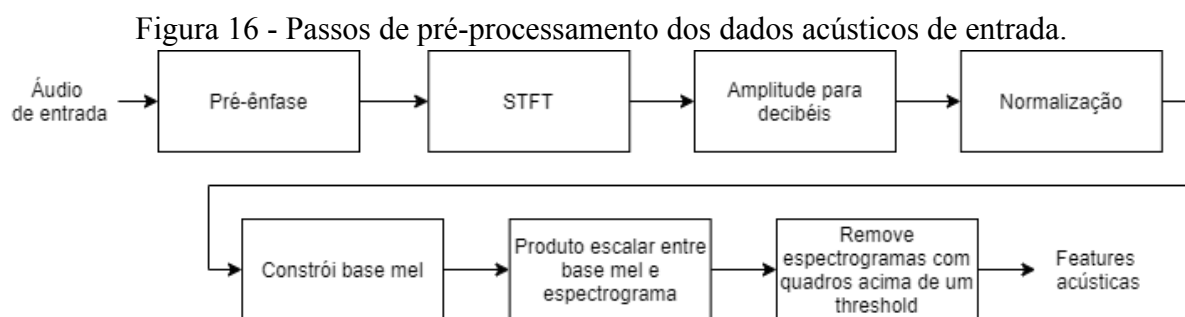 Figura 16 - Passos de pré-processamento dos dados acústicos de entrada.
Áudio
de entrada
Pré-ênfase
STFT
Amplitude para
decibéis
Normalização
Constrói base mel
Produto escalar entre
base mel e
espectrograma
Remove
espectrogramas com
quadros acima de um
threshold
Features
acústicas